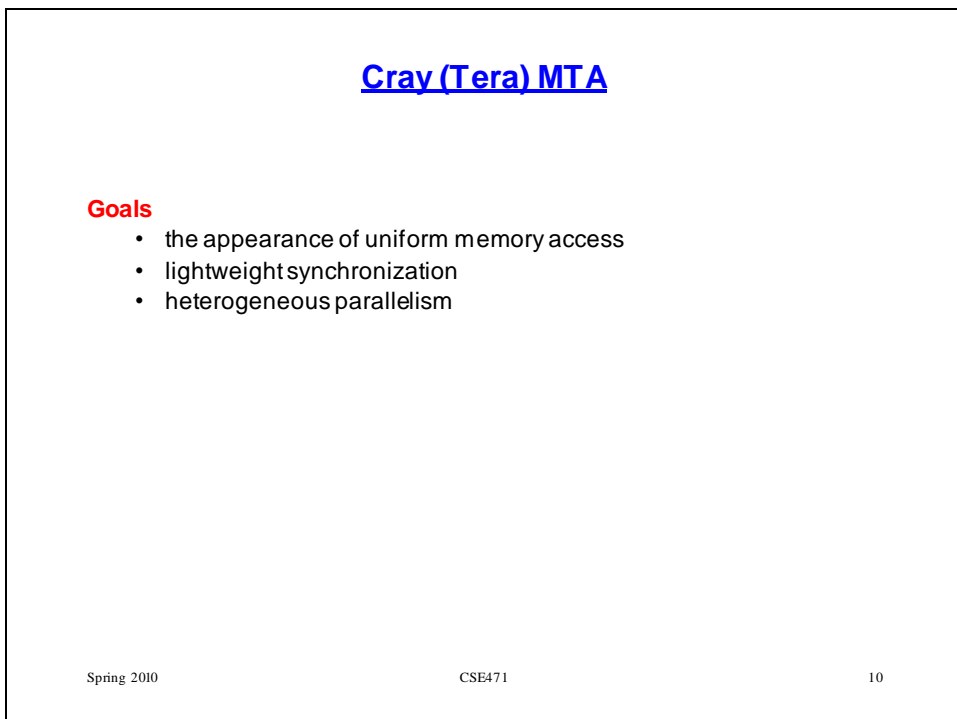 Cray (Tera) MTA
Goals
• the appearance of uniform memory access
• lightweight synchronization
• heterogeneous parallelism
Spring 2010 CSE471 10